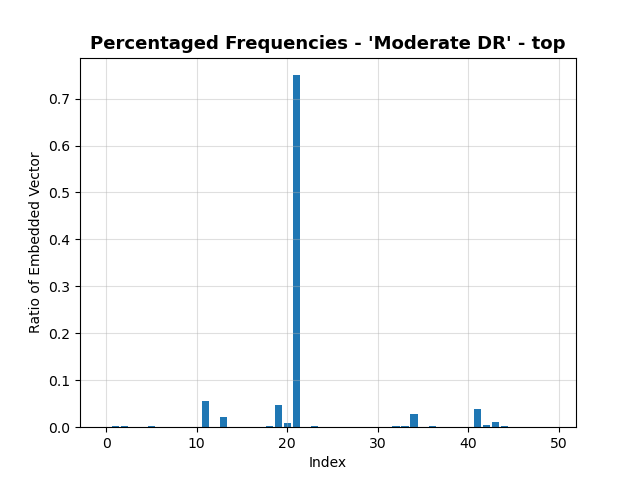 Percentaged Frequencies - 'Moderate DR' - top
Ratio of Embedded Vector
0.7
0.6
0.5
0.4
0.3
0.2
0.1
0.0
0 10 20 30 40 50
Index